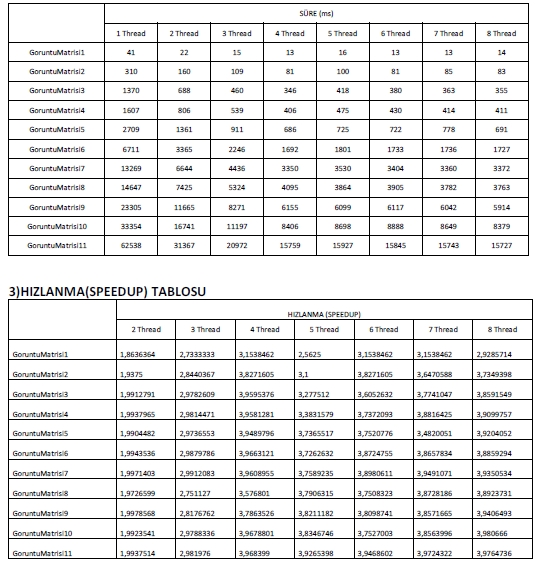 SÜRE (ms)
1 Thread 2 Thread 3 Thread 4 Thread 5 Thread 6 Thread 7 Thread 8 Thread
GoruntuMatrisi1 41 22 15 13 16 13 13 14
GoruntuMatrisi2 310 160 109 81 100 81 85 83
GoruntuMatrisi3 1370 688 460 346 418 380 363 355
GoruntuMatrisi4 1607 806 539 406 475 430 414 411
GoruntuMatrisi5 2709 1361 911 686 725 722 778 691
GoruntuMatrisi6 6711 3365 2246 1692 1801 1733 1736 1727
GoruntuMatrisi7 13269 6644 4436 3350 3530 3404 3360 3372
GoruntuMatrisi8 14647 7425 5324 4095 3864 3905 3782 3763
GoruntuMatrisi9 23305 11665 8271 6155 6099 6117 6042 5914
GoruntuMatrisi10 33354 16741 11197 8406 8698 8888 8649 8379
GoruntuMatrisi11 62538 31367 20972 15759 15927 15845 15743 15727
3)HIZLANMA(SPEEDUP) TABLOSU
HIZLANMA (SPEEDUP)
2 Thread 3 Thread 4 Thread 5 Thread 6 Thread 7 Thread 8 Thread
GoruntuMatrisi1 1,8636364 2,7333333 3,1538462 2,5625 3,1538462 3,1538462 2,9285714
GoruntuMatrisi2 1,9375 2,8440367 3,8271605 3,1 3,8271605 3,6470588 3,7349398
GoruntuMatrisi3 1,9912791 2,9782609 3,9595376 3,277512 3,6052632 3,7741047 3,8591549
GoruntuMatrisi4 1,9937965 2,9814471 3,9581281 3,3831579 3,7372093 3,8816425 3,9099757
GoruntuMatrisi5 1,9904482 2,9736553 3,9489796 3,7365517 3,7520776 3,4820051 3,9204052
GoruntuMatrisi6 1,9943536 2,9879786 3,9663121 3,7262632 3,8724755 3,8657834 3,8859294
GoruntuMatrisi7 1,9971403 2,9912083 3,9608955 3,7589235 3,8980611 3,9491071 3,9350534
GoruntuMatrisi8 1,9726599 2,751127 3,576801 3,7906315 3,7508323 3,8728186 3,8923731
GoruntuMatrisi9 1,9978568 2,8176762 3,7863526 3,8211182 3,8098741 3,8571665 3,9406493
GoruntuMatrisi10 1,9923541 2,9788336 3,9678801 3,8346746 3,7527003 3,8563996 3,980666
GoruntuMatrisi11 1,9937514 2,981976 3,968399 3,9265398 3,9468602 3,9724322 3,9764736